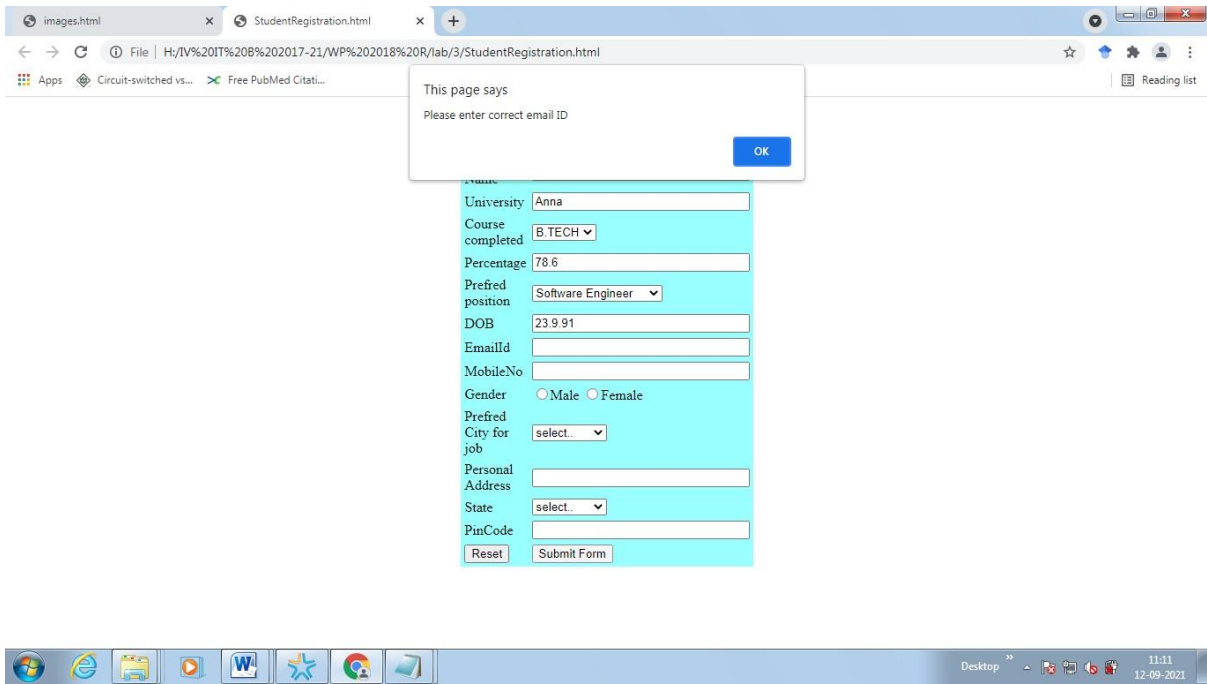 images.html
StudentRegistration.html
File | H:/IV%20IT%20B%202017-21/WP%202018%20R/lab/3/StudentRegistration.html
Apps Circuit-switched vs... Free PubMed Citati... Reading list
This page says
Please enter correct email ID
OK
Name
University Anna
Course
completed B.TECH
Percentage 78.6
Prefred
position Software Engineer
DOB 23.9.91
EmailId
MobileNo
Gender Male Female
Prefred
City for
job select..
Personal
Address
State select..
PinCode
Reset Submit Form
Desktop 11:11
12-09-2021